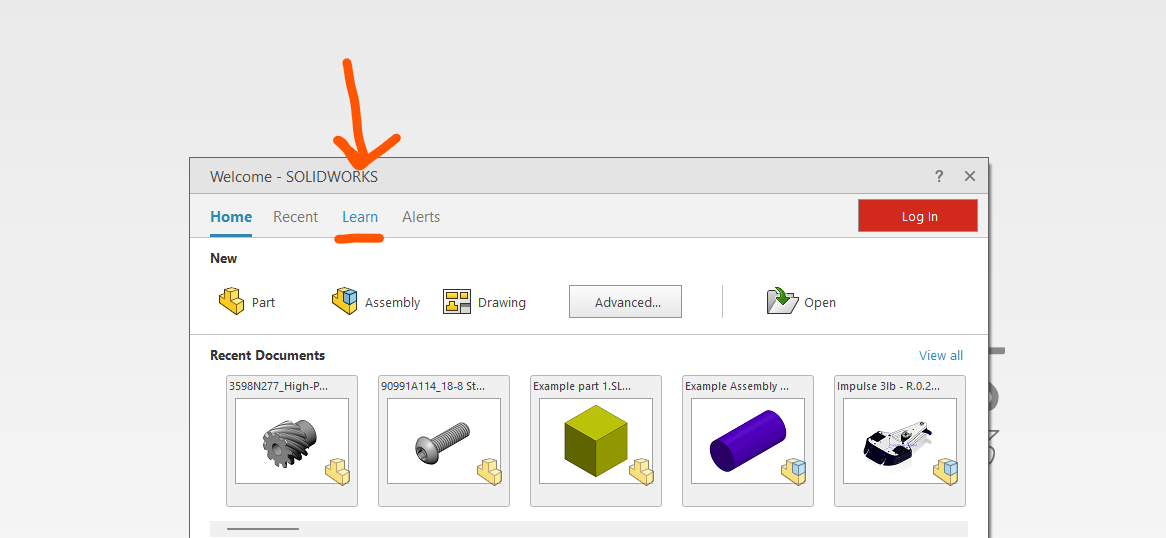 Welcome - SOLIDWORKS ?
Home Recent Learn Alerts Log In
New
Part Assembly Drawing Advanced... Open
Recent Documents View all
3598N277_High-P... 90991A114_18-8 St... Example part 1.SL... Example Assembly ... Impulse 3lb - R.0.2...